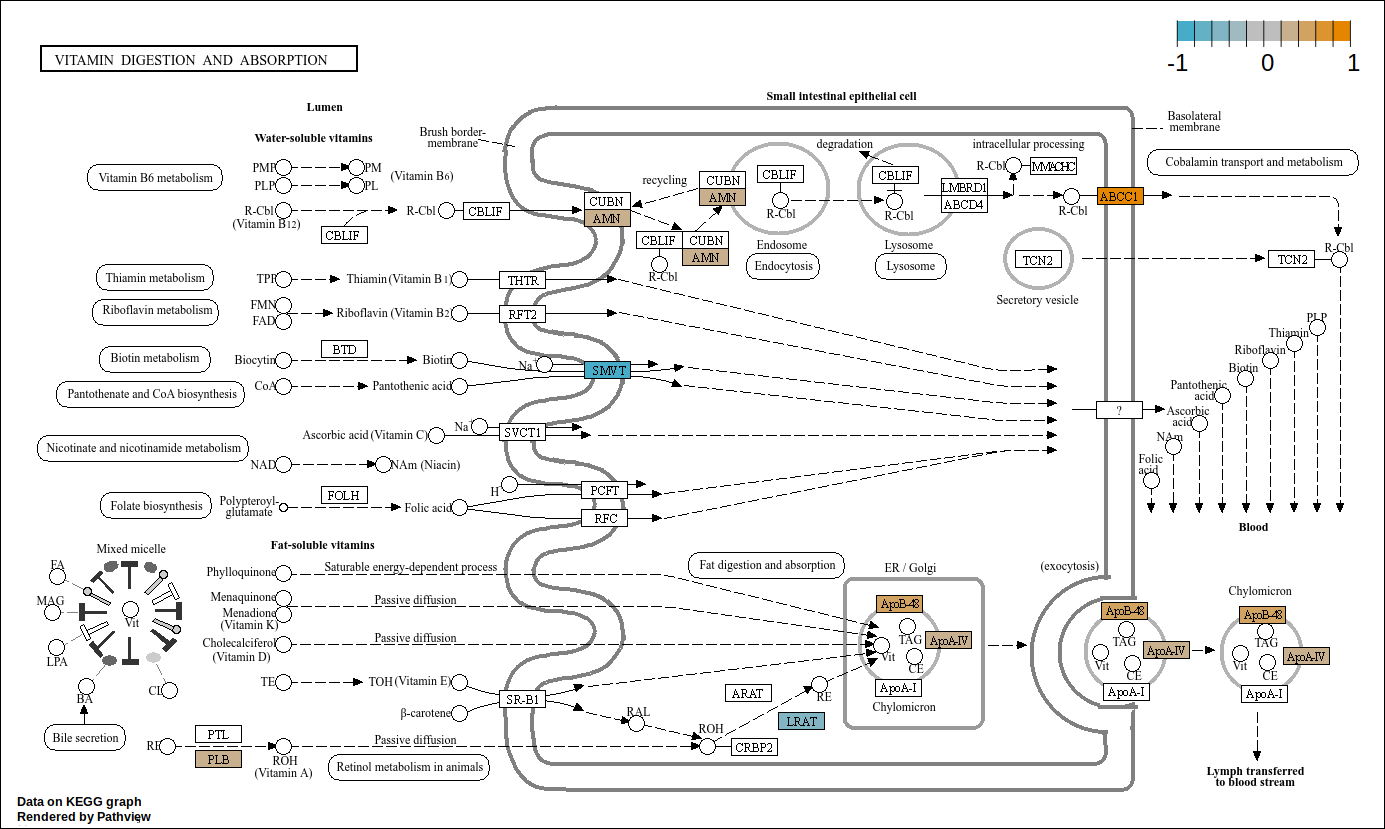 -1 0 1
VITAMIN DIGESTION AND ABSORPTION
Small intestinal epithelial cell
Lumen
Basolateral
membrane
Brush border-
membrane
Water-soluble vitamins
Vitamin B6 metabolism
PMP PM
PLP PL
(Vitamin B6)
R-Cbl
(Vitamin B12)
CBLIF
R-Cbl
CBLIF
CUBN
AMN
recycling
CUBN
AMN
CBLIF
CUBN
AMN
R-Cbl
CBLIF
R-Cbl
Endosome
Endocytosis
degradation
CBLIF
R-Cbl
Lysosome
Lysosome
LMBRD1
ABCD4
intracellular processing
R-Cbl
MMACHC
R-Cbl
ABCC1
Cobalamin transport and metabolism
TCN2
Secretory vesicle
TCN2
R-Cbl
Thiamin metabolism
TPP
Thiamin (Vitamin B1)
THTR
Riboflavin metabolism
FMN
FAD
Riboflavin (Vitamin B2
RFT2
Biotin metabolism
Biocytin
BTD
Biotin
Na+
SMVT
Pantothenate and CoA biosynthesis
CoA
Pantothenic acid
Ascorbic acid (Vitamin C)
Na+
SVCT1
Nicotinate and nicotinamide metabolism
NAD
NAm (Niacin)
Folate biosynthesis
Polypteroyl-
glutamate
FOLH
Folic acid
H+
PCFT
RFC
?
PLP
Thiamin
Riboflavin
Biotin
Pantothenic
acid
Ascorbic
acid
NAm
Folic
acid
Blood
Fat-soluble vitamins
Mixed micelle
FA
MAG
LPA
BA
CL
Vit
Bile secretion
Phylloquinone
Saturable energy-dependent process
Menaquinone
Menadione
(Vitamin K)
Passive diffusion
Cholecalciferol
(Vitamin D)
Passive diffusion
TE
TOH (Vitamin E)
β-carotene
SR-B1
RE
PTL
PLB
ROH
(Vitamin A)
Passive diffusion
Retinol metabolism in animals
RAL
ROH
CRBP2
ARAT
LRAT
RE
Fat digestion and absorption
ER / Golgi
ApoB-48
TAG
ApoA-IV
Vit
CE
ApoA-I
Chylomicron
(exocytosis)
ApoB-48
TAG
ApoA-IV
Vit
CE
ApoA-I
Chylomicron
ApoB-48
TAG
ApoA-IV
Vit
CE
ApoA-I
Lymph transferred
to blood stream
Data on KEGG graph
Rendered by Pathview